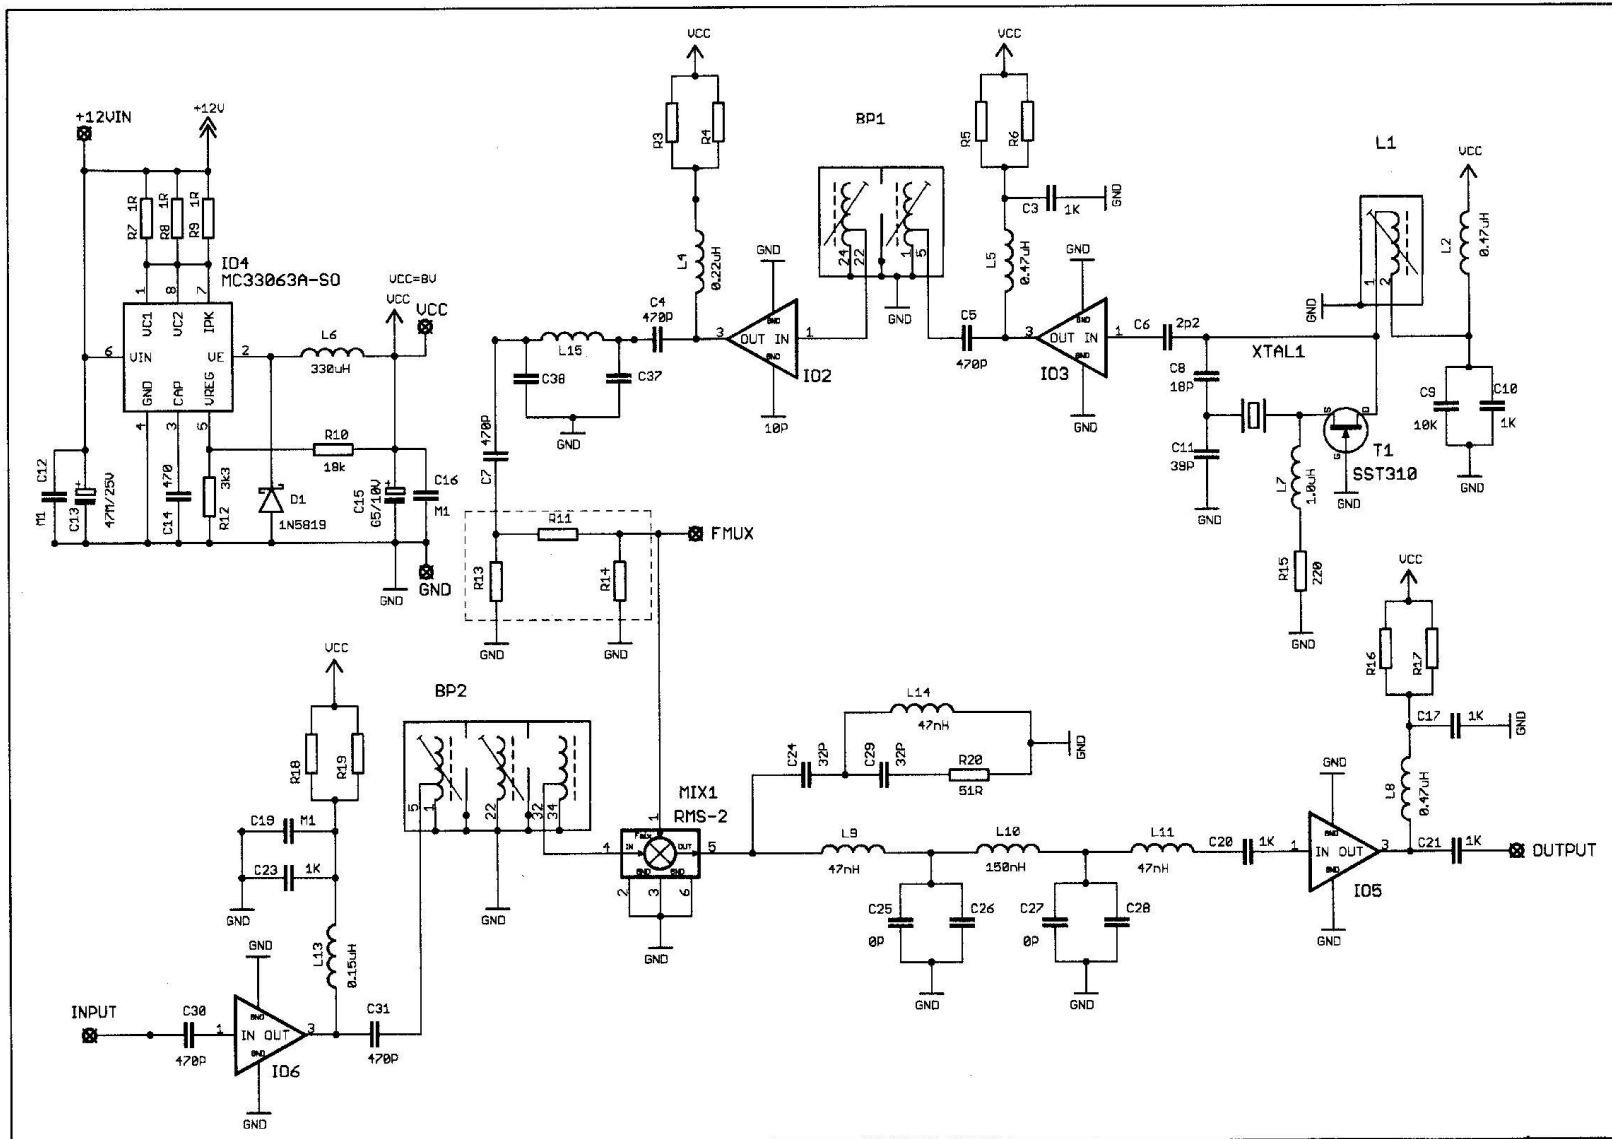 VCC
VCC
+12VIN
+12V
R3
R4
BP1
R5
R6
L1
VCC
R7 1R
R8 1R
R9 1R
C3 1K
GND
IO4
MC33063A-SO
VCC=8V
VCC
VCC
L4 0.22uH
24 22
1 5
GND
L5 0.47uH
GND
1 2
GND
L2 0.47uH
1 8 7
VC1 VC2 IPK
6 VIN VE 2
GND CAP VREG
4 3 5
L6
330uH
C4
470P
L15
C38
C37
GND
GND
3 OUT IN 1
GND
GND
IO2
10P
C5
470P
3 OUT IN 1
GND
GND
IO3
GND
C6 2p2
XTAL1
C8
18P
C11
39P
GND
S D
G
T1
SST310
GND
C9
10K
C10
1K
GND
L7 1.0uH
C7 470P
R10
18k
C12 M1
C13 47M/25V
+
C14 470
R12 3k3
D1
1N5819
C15 G5/10V
+
C16
M1
GND
GND
R11
FMUX
R13
R14
GND
GND
R15 220
GND
VCC
R16
R17
VCC
R18
R19
BP2
5 1
22
32 34
L14
47nH
C24 32P
C29 32P
R20
51R
GND
C17 1K
GND
L8 0.47uH
C19 M1
C23 1K
GND
L13 0.15uH
MIX1
RMS-2
1
4 IN OUT 5
GND GND
2 3 6
GND
GND
L9
47nH
L10
150nH
L11
47nH
C20 1K
GND
1 IN OUT 3
GND
GND
IO5
GND
C21 1K
OUTPUT
C25
0P
C26
GND
C27
0P
C28
GND
INPUT
C30
470P
GND
1 IN OUT 3
GND
GND
IO6
GND
C31
470P